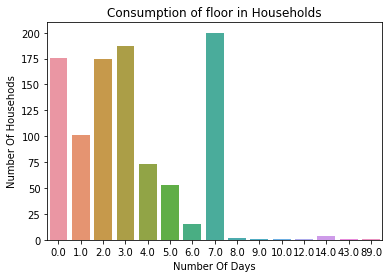 Consumption of floor in Households
200
175
150
125
100
75
50
25
0
Number Of Househods
0.0 1.0 2.0 3.0 4.0 5.0 6.0 7.0 8.0 9.0 10.0 12.0 14.0 43.0 89.0
Number Of Days